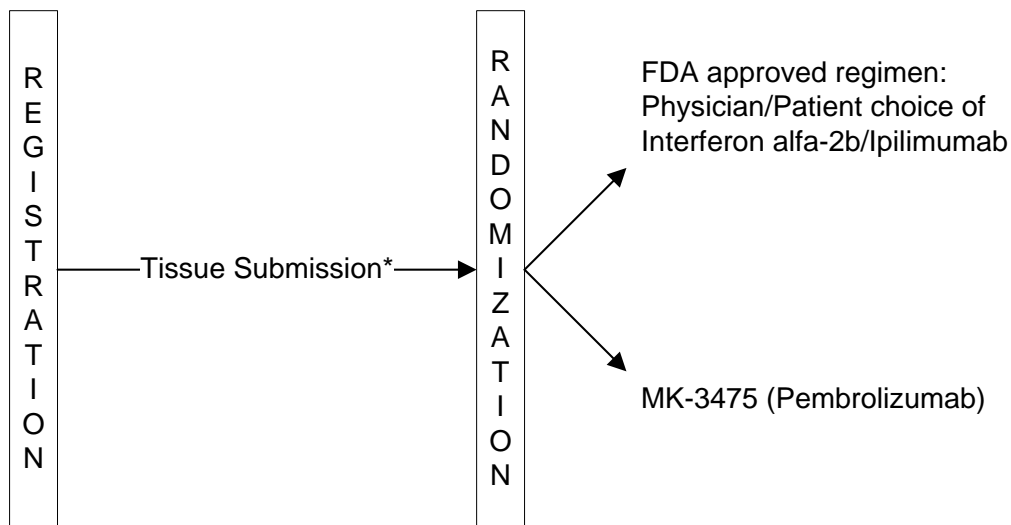 REGISTRATION
Tissue Submission*
RANDOMIZATION
FDA approved regimen:
Physician/Patient choice of
Interferon alfa-2b/Ipilimumab
MK-3475 (Pembrolizumab)